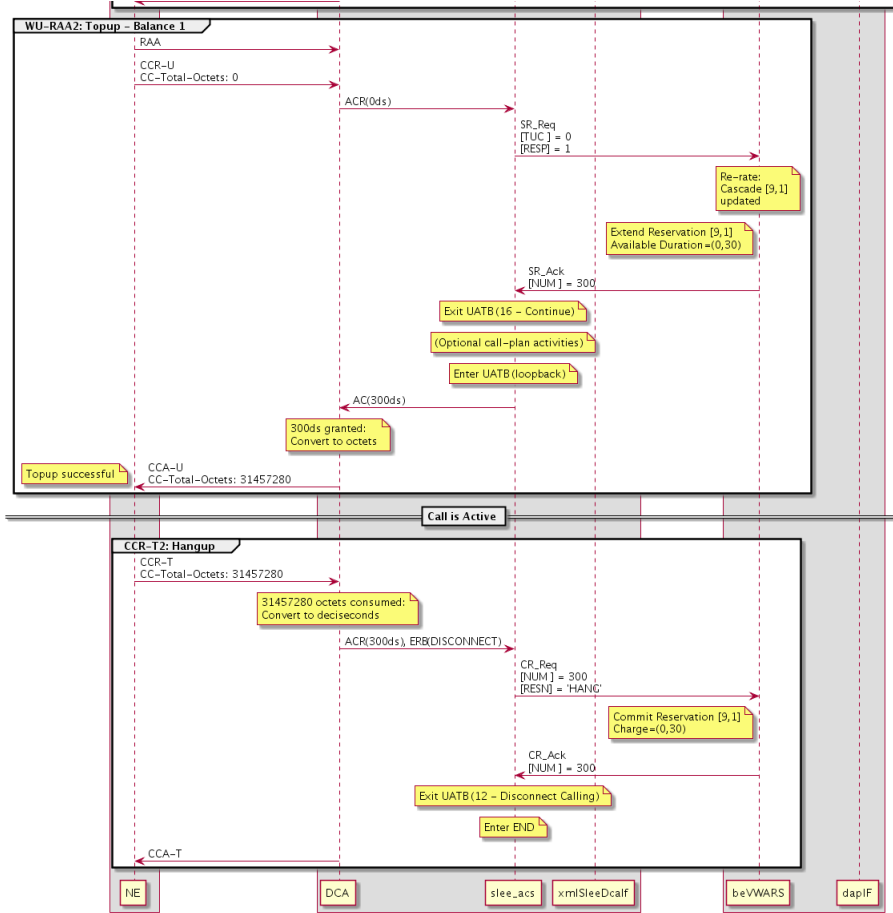 WU-RAA2: Topup - Balance 1
RAA
CCR-U
CC-Total-Octets: 0
ACR(0ds)
SR_Req
[TUC ] = 0
[RESP] = 1
Re-rate:
Cascade [9,1]
updated
Extend Reservation [9,1]
Available Duration=(0,30)
SR_Ack
[NUM ] = 300
Exit UATB (16 - Continue)
(Optional call-plan activities)
Enter UATB (loopback)
AC(300ds)
300ds granted:
Convert to octets
Topup successful
CCA-U
CC-Total-Octets: 31457280
Call is Active
CCR-T2: Hangup
CCR-T
CC-Total-Octets: 31457280
31457280 octets consumed:
Convert to deciseconds
ACR(300ds), ERB(DISCONNECT)
CR_Req
[NUM ] = 300
[RESN] = 'HANG'
Commit Reservation [9,1]
Charge=(0,30)
CR_Ack
[NUM ] = 300
Exit UATB (12 - Disconnect Calling)
Enter END
CCA-T
NE
DCA
slee_acs
xmlSleeDcaIf
beVWARS
dapIF